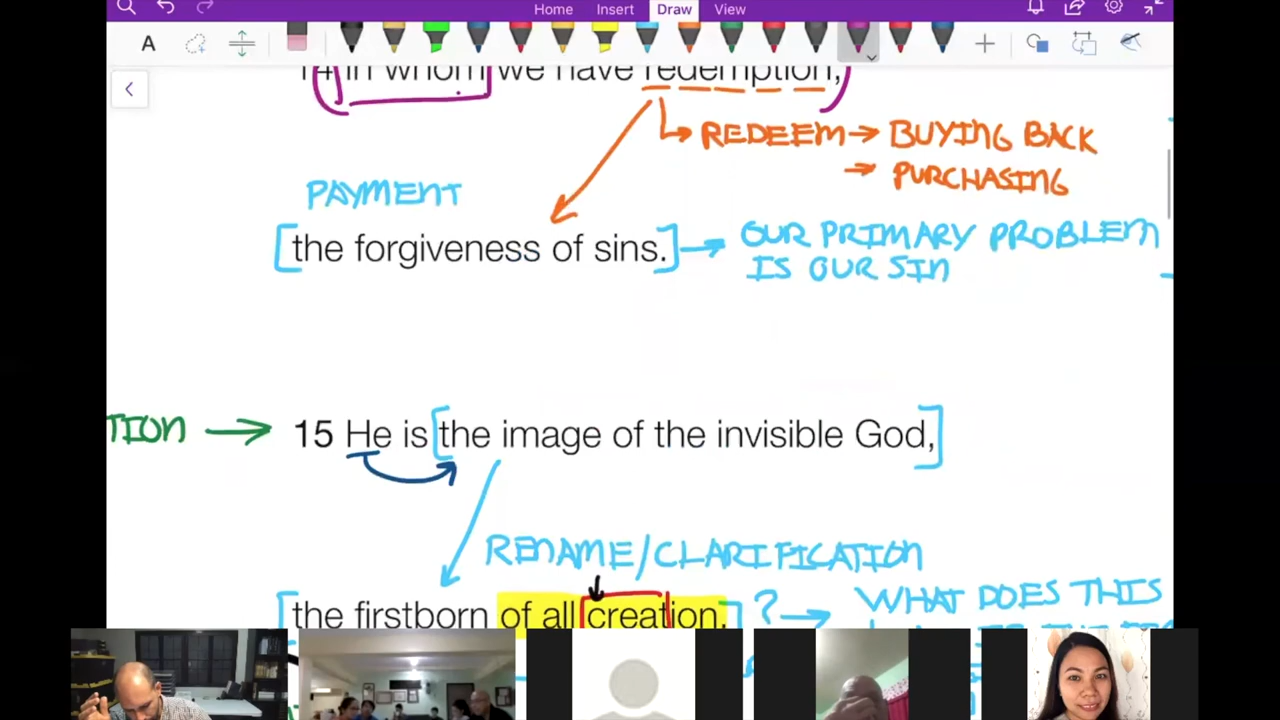 Home Insert Draw View
A
14 in whom we have redemption,
REDEEM → BUYING BACK
→ PURCHASING
PAYMENT
[the forgiveness of sins.] → OUR PRIMARY PROBLEM
IS OUR SIN
TION → 15 He is [the image of the invisible God,]
RENAME/CLARIFICATION
[the firstborn of all [creation.] ? → WHAT DOES THIS